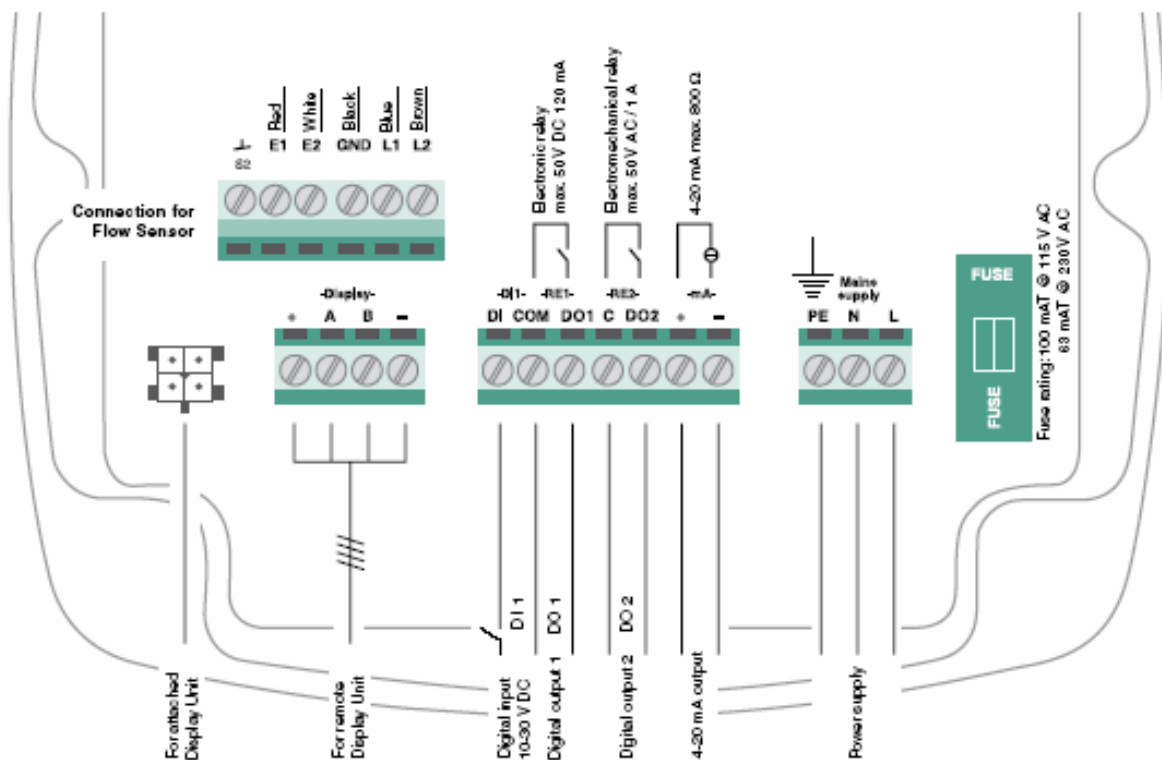 Red
White
Black
Blue
Brown
E1
E2
GND
L1
L2
Connection for
Flow Sensor
Electronic relay
max. 50 V DC 120 mA
Electromechanical relay
max. 50 V AC / 1 A
4-20 mA max. 800 Ω
-Display-
+ A B -
-DI1- -RE1- -RE2- -mA-
DI COM DO1 C DO2 + -
Mains
supply
PE N L
FUSE
FUSE
Fuse rating: 100 mAT @ 115 V AC
63 mAT @ 230 V AC
DI 1
DO 1
DO 2
For attached
Display Unit
For remote
Display Unit
Digital input
10-30 V DC
Digital output 1
Digital output 2
4-20 mA output
Power supply